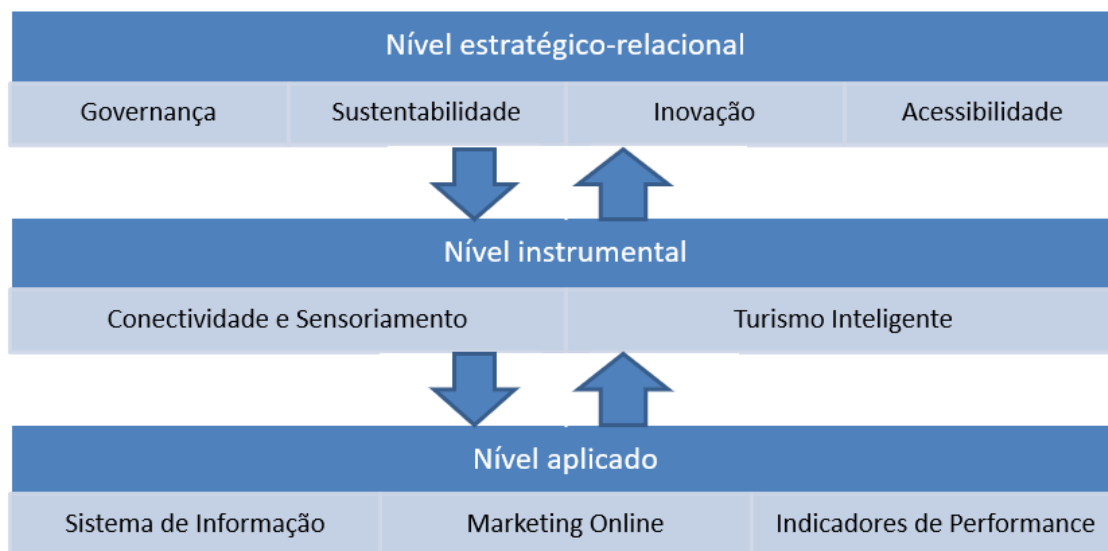 Nível estratégico-relacional
Governança
Sustentabilidade
Inovação
Acessibilidade
Nível instrumental
Conectividade e Sensoriamento
Turismo Inteligente
Nível aplicado
Sistema de Informação
Marketing Online
Indicadores de Performance